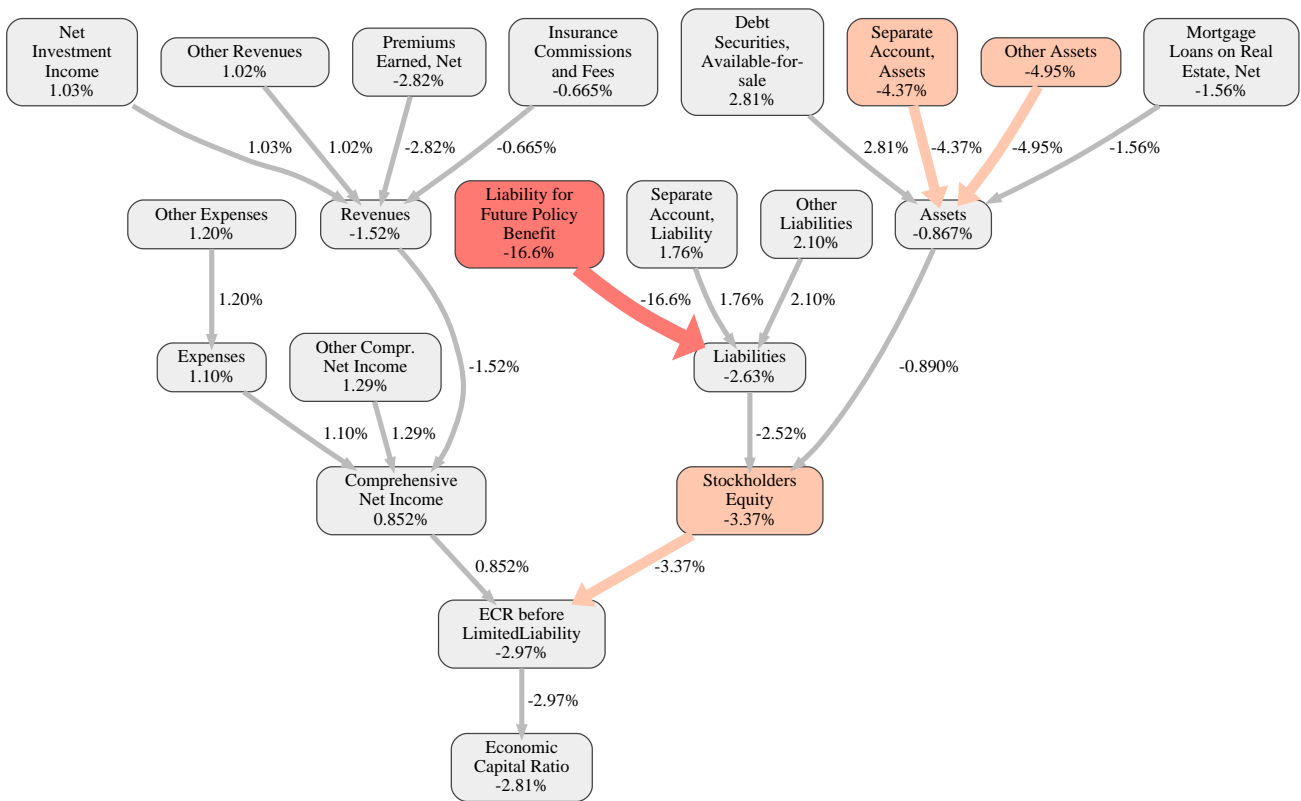 Net
Investment
Income
1.03%
Other Revenues
1.02%
Premiums
Earned, Net
-2.82%
Insurance
Commissions
and Fees
-0.665%
Debt
Securities,
Available-for-
sale
2.81%
Separate
Account,
Assets
-4.37%
Other Assets
-4.95%
Mortgage
Loans on Real
Estate, Net
-1.56%
1.03%
1.02%
-2.82%
-0.665%
2.81%
-4.37%
-4.95%
-1.56%
Other Expenses
1.20%
Revenues
-1.52%
Liability for
Future Policy
Benefit
-16.6%
Separate
Account,
Liability
1.76%
Other
Liabilities
2.10%
Assets
-0.867%
1.20%
-16.6%
1.76%
2.10%
Expenses
1.10%
Other Compr.
Net Income
1.29%
-1.52%
Liabilities
-2.63%
-0.890%
1.10%
1.29%
-2.52%
Comprehensive
Net Income
0.852%
Stockholders
Equity
-3.37%
0.852%
-3.37%
ECR before
LimitedLiability
-2.97%
-2.97%
Economic
Capital Ratio
-2.81%